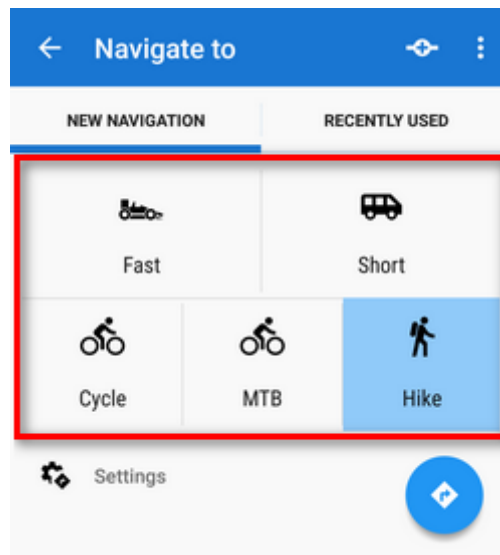 Navigate to
NEW NAVIGATION RECENTLY USED
Fast Short
Cycle MTB Hike
Settings